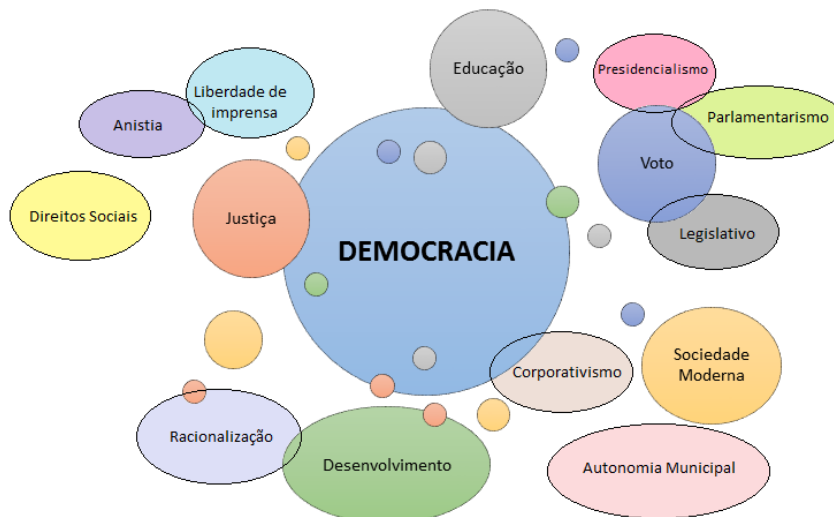 Educação
Presidencialismo
Liberdade de
imprensa
Parlamentarismo
Anistia
Voto
Direitos Sociais
Justiça
Legislativo
DEMOCRACIA
Sociedade
Moderna
Corporativismo
Racionalização
Desenvolvimento
Autonomia Municipal